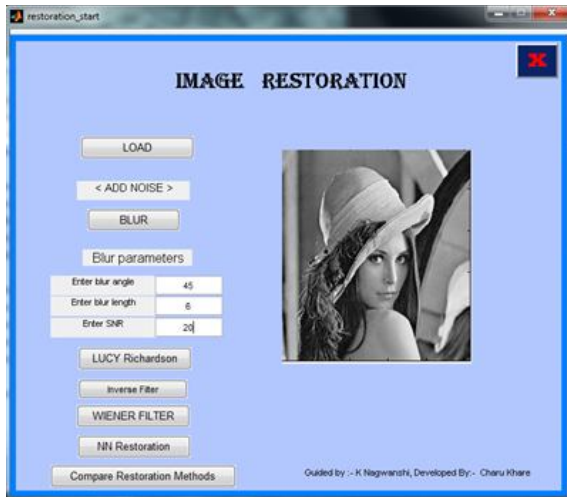 restoration_start
X
IMAGE RESTORATION
LOAD
< ADD NOISE >
BLUR
Blur parameters
Enter blur angle 45
Enter blur length 6
Enter SNR 20
LUCY Richardson
Inverse Filter
WIENER FILTER
NN Restoration
Compare Restoration Methods
Guided by :- K Nagwanshi, Developed By:- Charu Khare